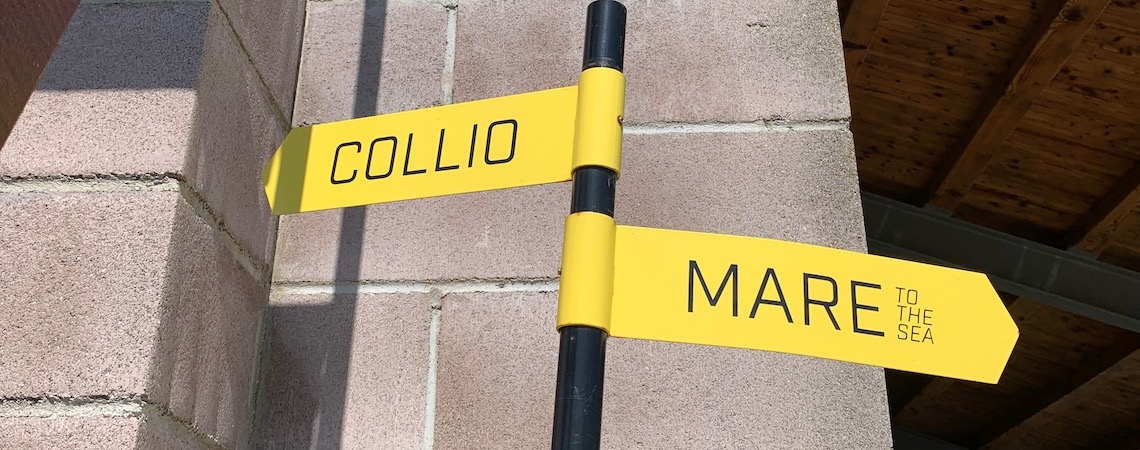 COLLIO
MARE
TO
THE
SEA